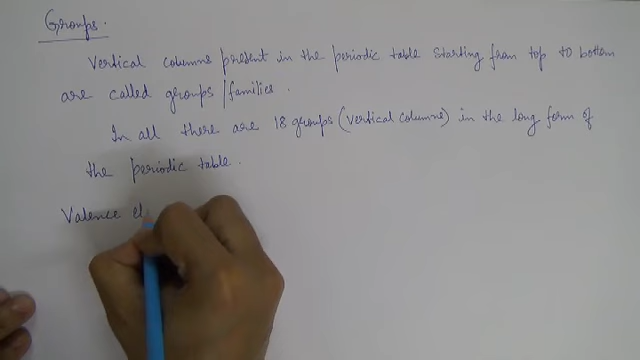 Groups.
Vertical columns present in the periodic table starting from top to bottom
are called groups/families.
In all there are 18 groups (vertical columns) in the long form of
the periodic table.
Valence el